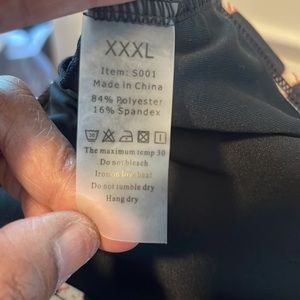 XXXL
Item: S001
Made in China
84% Polyester
16% Spandex
The maximum temp 30
Do not bleach
Iron in low heat
Do not tumble dry
Hang dry